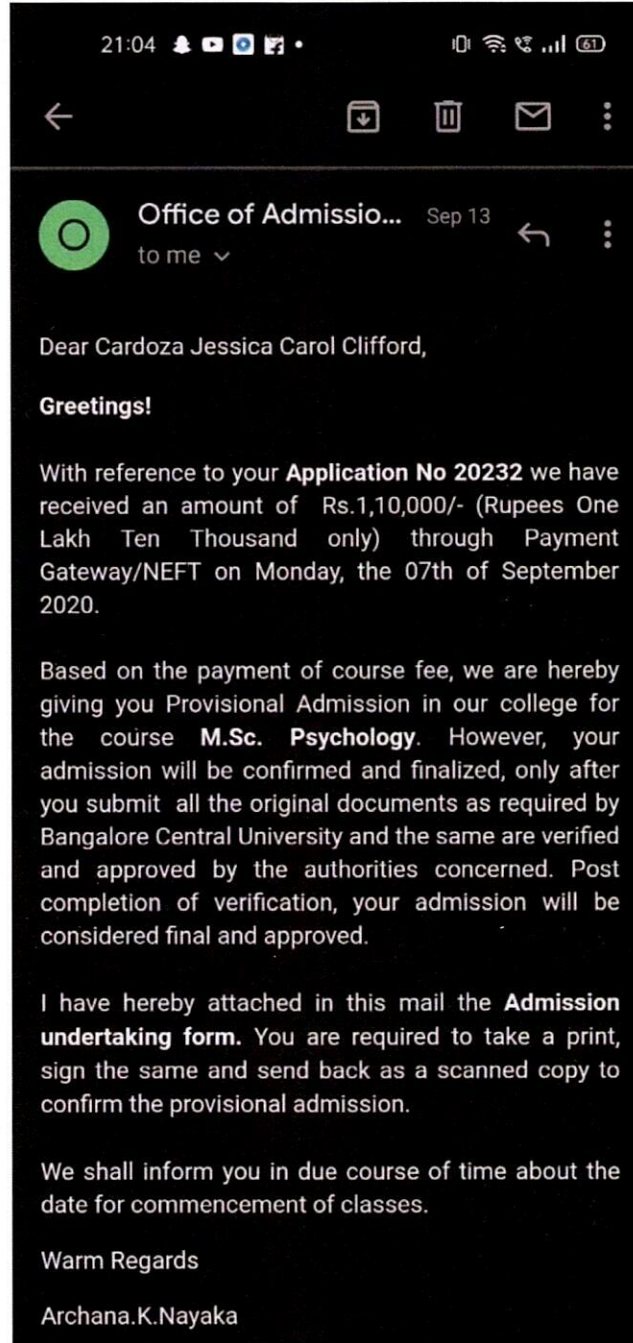 21:04
61
Office of Admissio... Sep 13
to me
O
Dear Cardoza Jessica Carol Clifford,
Greetings!
With reference to your Application No 20232 we have
received an amount of Rs.1,10,000/- (Rupees One
Lakh Ten Thousand only) through Payment
Gateway/NEFT on Monday, the 07th of September
2020.
Based on the payment of course fee, we are hereby
giving you Provisional Admission in our college for
the course M.Sc. Psychology. However, your
admission will be confirmed and finalized, only after
you submit all the original documents as required by
Bangalore Central University and the same are verified
and approved by the authorities concerned. Post
completion of verification, your admission will be
considered final and approved.
I have hereby attached in this mail the Admission
undertaking form. You are required to take a print,
sign the same and send back as a scanned copy to
confirm the provisional admission.
We shall inform you in due course of time about the
date for commencement of classes.
Warm Regards
Archana.K.Nayaka